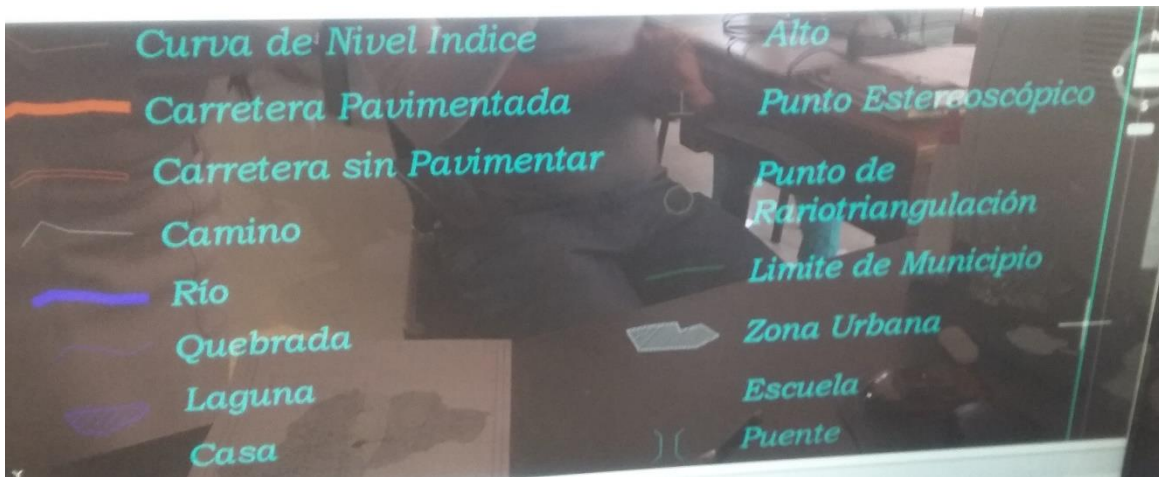 Curva de Nivel Indice
Carretera Pavimentada
Carretera sin Pavimentar
Camino
Río
Quebrada
Laguna
Casa
Alto
Punto Estereoscópico
Punto de
Rariotriangulación
Limite de Municipio
Zona Urbana
Escuela
Puente
O
N
S